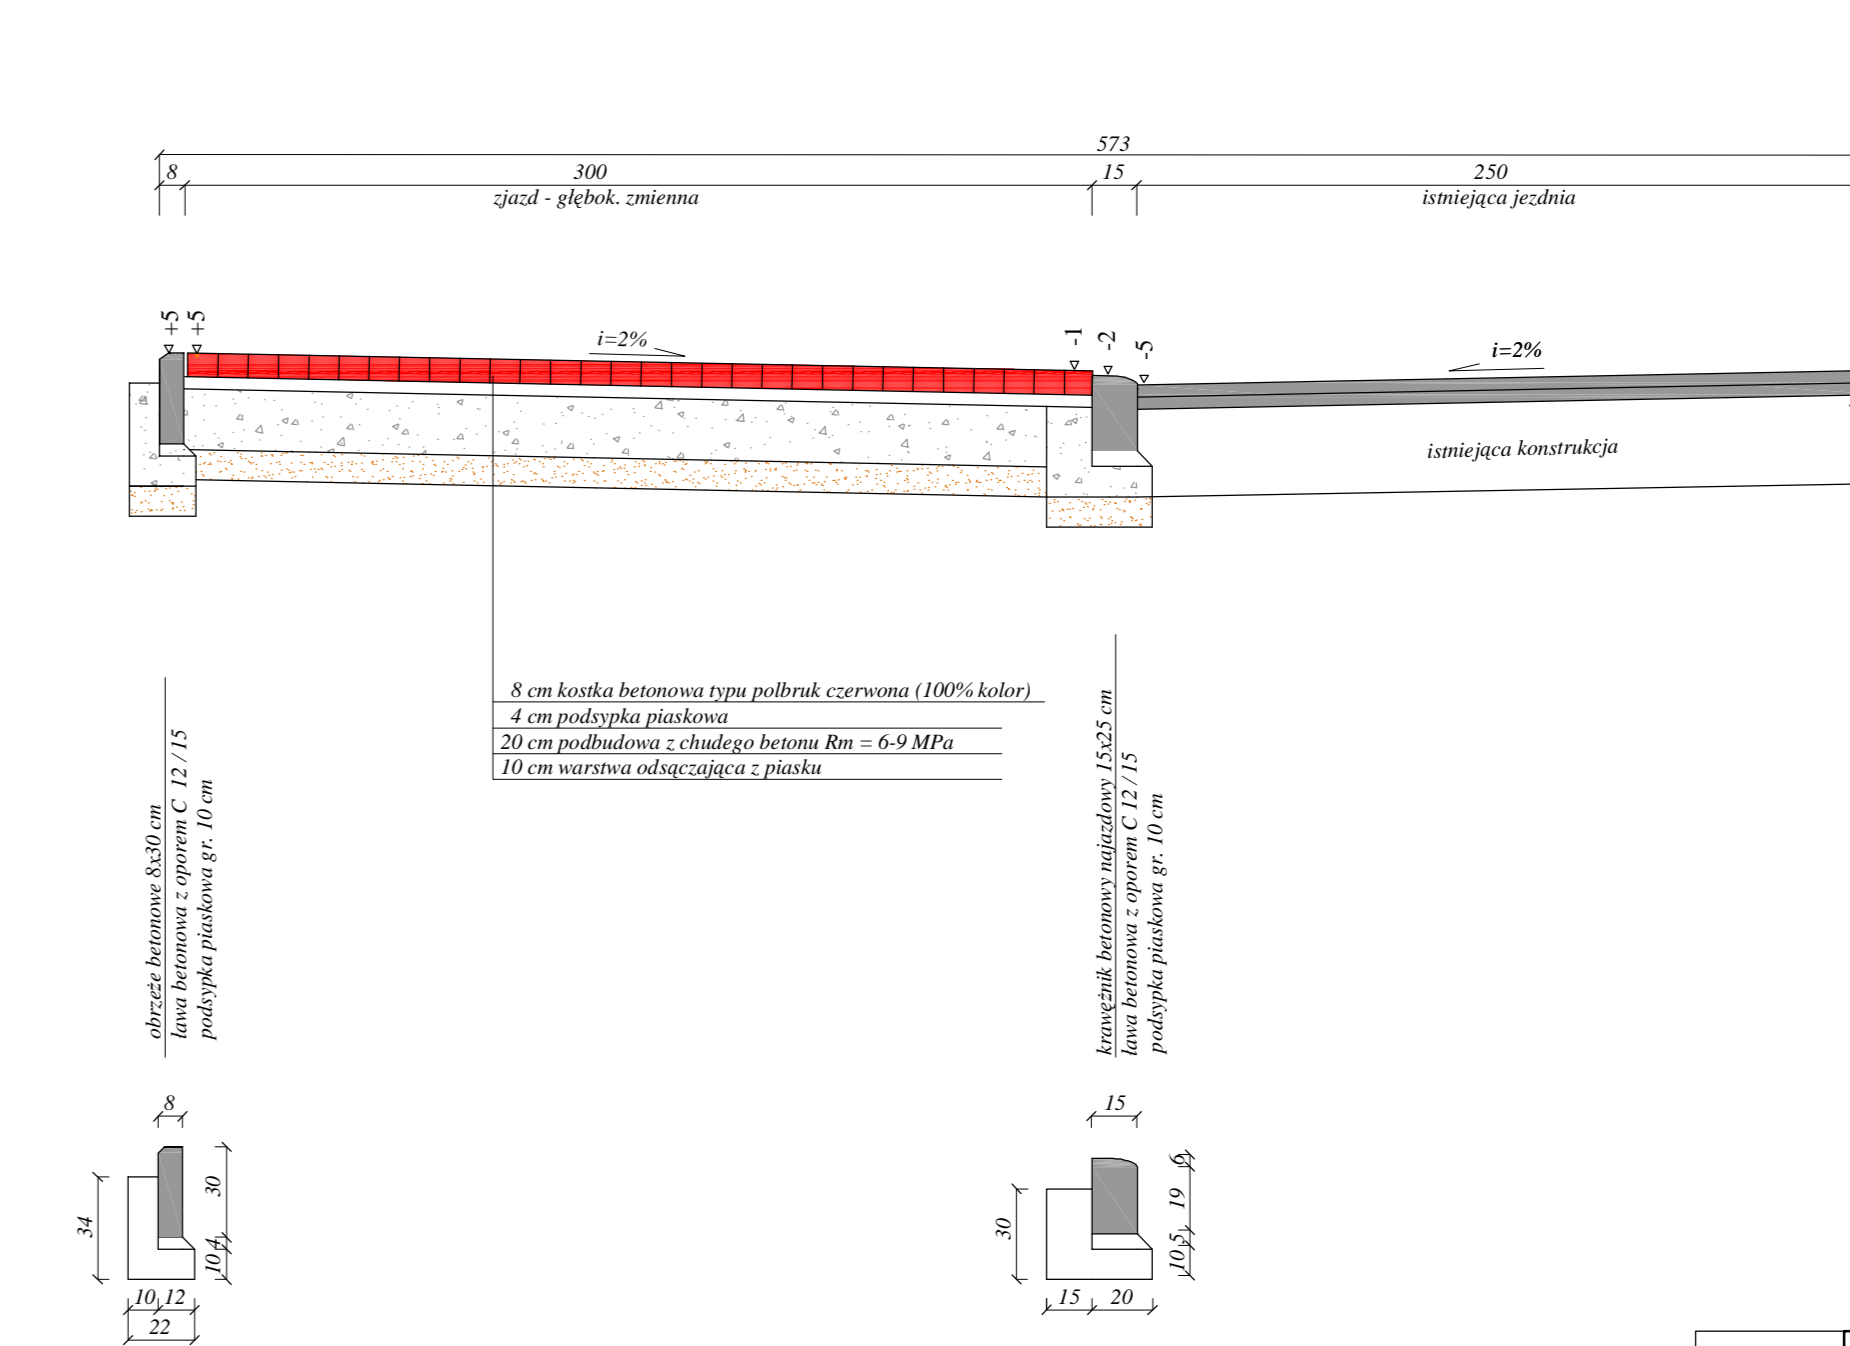 573
8 300 15 250
zjazd - głębok. zmienna istniejąca jezdnia
+5 +5 i=2% -1 -2 -5 i=2%
istniejąca konstrukcja
8 cm kostka betonowa typu polbruk czerwona (100% kolor)
4 cm podsypka piaskowa
20 cm podbudowa z chudego betonu Rm = 6-9 MPa
10 cm warstwa odsączająca z piasku
obrzeże betonowe 8x30 cm
ława betonowa z oporem C 12 / 15
podsypka piaskowa gr. 10 cm
krawężnik betonowy najazdowy 15x25 cm
ława betonowa z oporem C 12 / 15
podsypka piaskowa gr. 10 cm
8
34
30
4
10
10 12
22
15
30
6
19
5
10
15 20